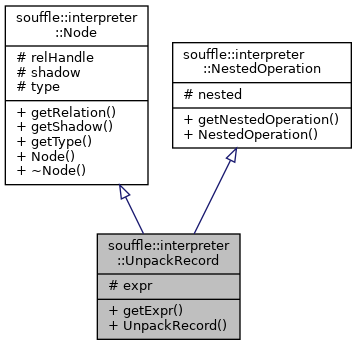 souffle::interpreter
::Node
# relHandle
# shadow
# type
+ getRelation()
+ getShadow()
+ getType()
+ Node()
+ ~Node()
souffle::interpreter
::NestedOperation
# nested
+ getNestedOperation()
+ NestedOperation()
souffle::interpreter
::UnpackRecord
# expr
+ getExpr()
+ UnpackRecord()